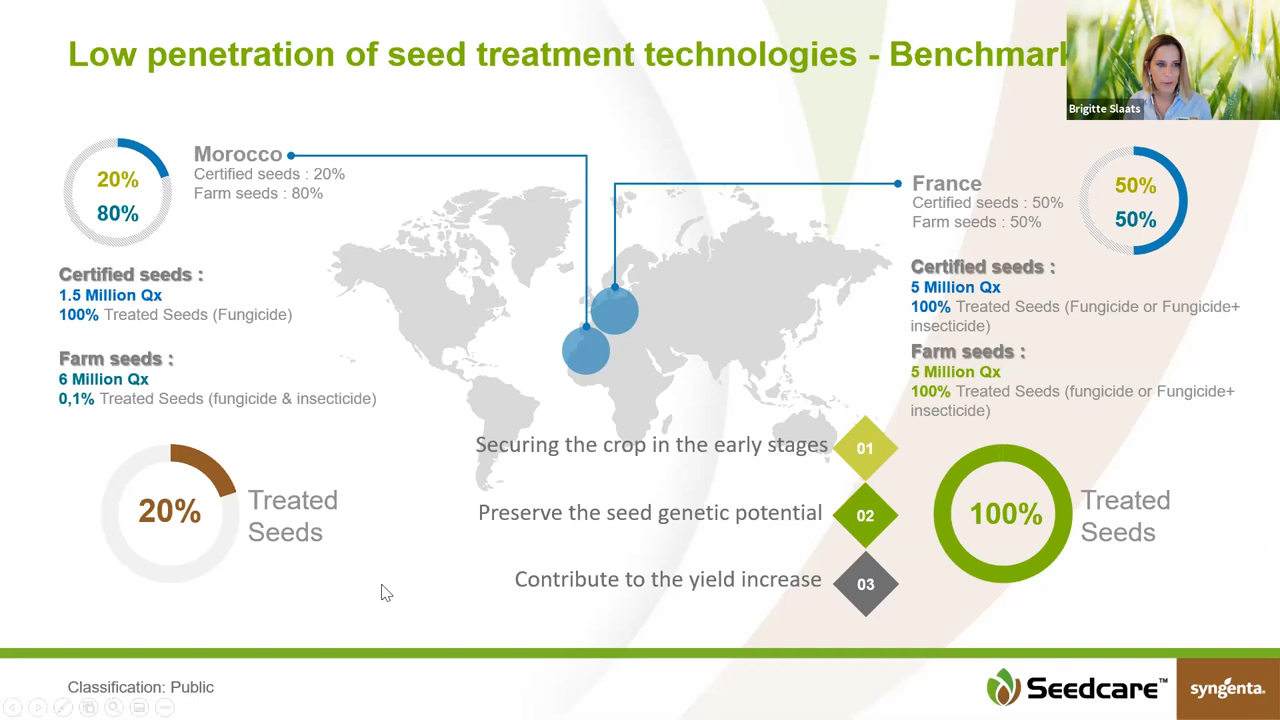 Low penetration of seed treatment technologies - Benchmark
Brigitte Slaats
20%
80%
Morocco
Certified seeds : 20%
Farm seeds : 80%
Certified seeds :
1.5 Million Qx
100% Treated Seeds (Fungicide)
Farm seeds :
6 Million Qx
0,1% Treated Seeds (fungicide & insecticide)
20%
Treated
Seeds
France
Certified seeds : 50%
Farm seeds : 50%
50%
50%
Certified seeds :
5 Million Qx
100% Treated Seeds (Fungicide or Fungicide+
insecticide)
Farm seeds :
5 Million Qx
100% Treated Seeds (fungicide or Fungicide+
insecticide)
Securing the crop in the early stages
01
Preserve the seed genetic potential
02
Contribute to the yield increase
03
100%
Treated
Seeds
Classification: Public
Seedcare™
syngenta.